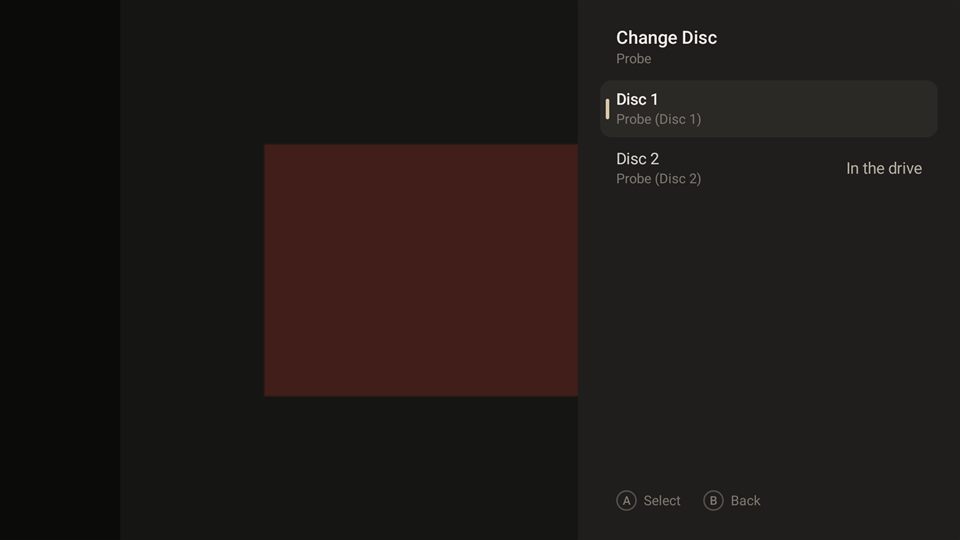 Change Disc
Probe
Disc 1
Probe (Disc 1)
Disc 2
Probe (Disc 2)
In the drive
A Select B Back